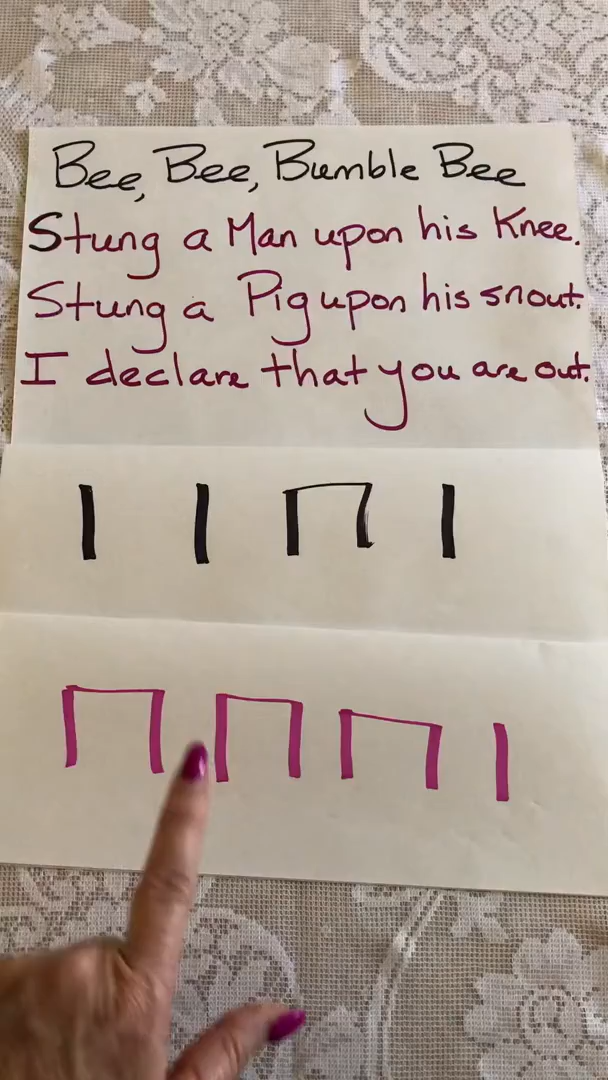 Bee, Bee, Bumble Bee
Stung a Man upon his Knee.
Stung a Pig upon his snout.
I declare that you are out.